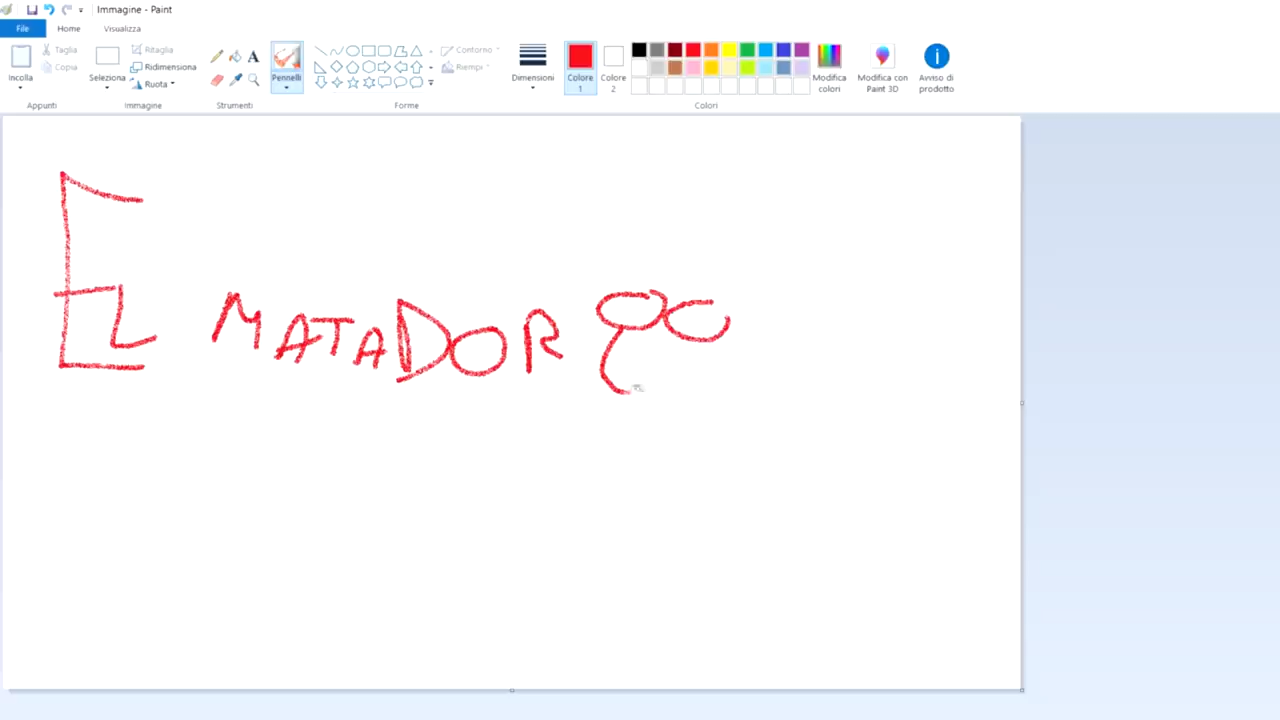 Immagine - Paint
File Home Visualizza
Incolla
Taglia
Copia
Appunti
Selezione
Ritaglia
Ridimensiona
Ruota
Immagine
A
Strumenti
Pennelli
Contorno
Riempi
Forme
Dimensioni
Colore 1
Colore 2
Modifica colori
Colori
Modifica con Paint 3D
Avviso di prodotto
EL MATADOR